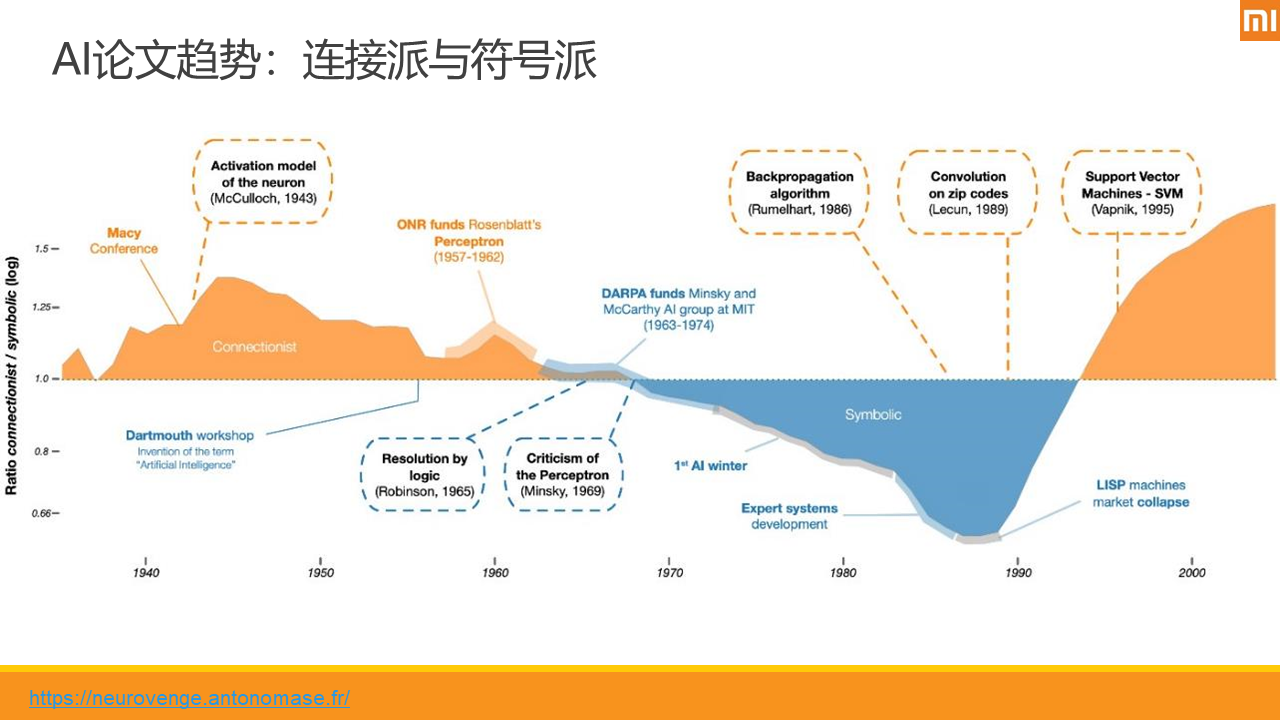 AI论文趋势：连接派与符号派
MI
Activation model
of the neuron
(McCulloch, 1943)
Macy
Conference
ONR funds Rosenblatt's
Perceptron
(1957-1962)
DARPA funds Minsky and
McCarthy AI group at MIT
(1963-1974)
Backpropagation
algorithm
(Rumelhart, 1986)
Convolution
on zip codes
(Lecun, 1989)
Support Vector
Machines - SVM
(Vapnik, 1995)
Ratio connectionist / symbolic (log)
1.5
1.25
1.0
0.8
0.66
Connectionist
Symbolic
Dartmouth workshop
Invention of the term
"Artificial Intelligence"
Resolution by
logic
(Robinson, 1965)
Criticism of
the Perceptron
(Minsky, 1969)
1st AI winter
Expert systems
development
LISP machines
market collapse
1940
1950
1960
1970
1980
1990
2000
https://neurovenge.antonomase.fr/